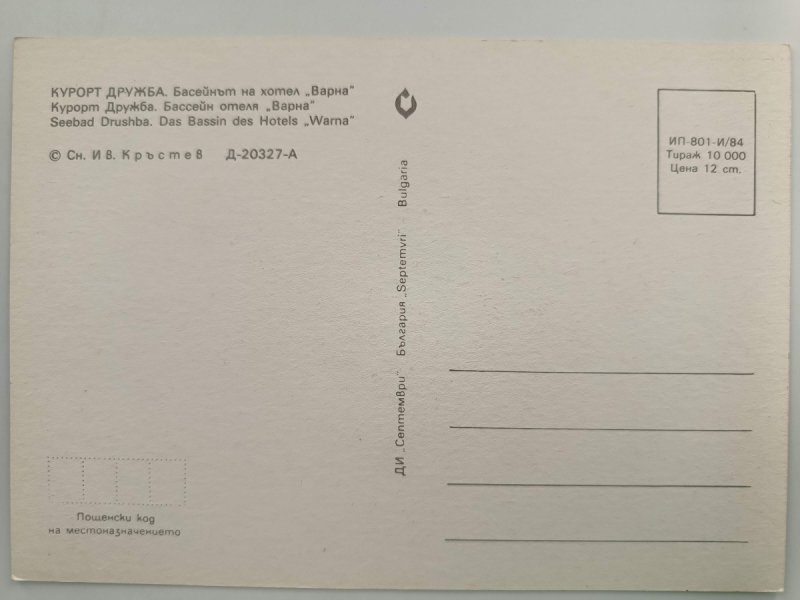 КУРОРТ ДРУЖБА. Басейнът на хотел „Варна"
Курорт Дружба. Бассейн отеля „Варна"
Seebad Drushba. Das Bassin des Hotels „Warna"
© Сн. Ив. Кръстев Д-20327-А
ДИ „Септември" България „Septemvri" - Bulgaria
ИП-801-И/84
Тираж 10 000
Цена 12 ст.
Пощенски код
на местоназначението